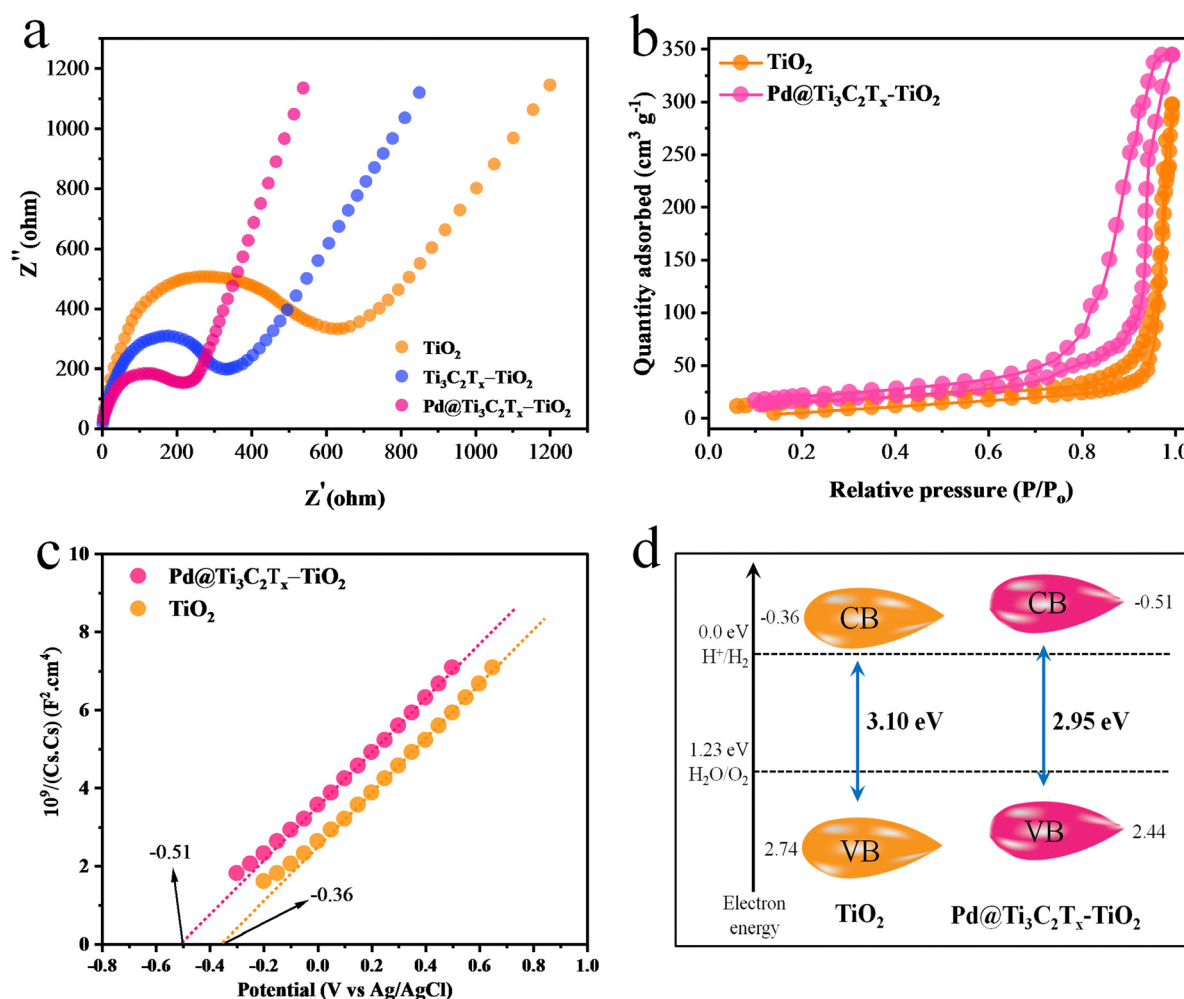 a
1200
1000
800
600
400
200
0
Z''(ohm)
TiO₂
Ti₃C₂Tₓ–TiO₂
Pd@Ti₃C₂Tₓ–TiO₂
0 200 400 600 800 1000 1200
Z'(ohm)
b
350
300
250
200
150
100
50
0
Quantity adsorbed (cm³ g⁻¹)
TiO₂
Pd@Ti₃C₂Tₓ-TiO₂
0.0 0.2 0.4 0.6 0.8 1.0
Relative pressure (P/Pₒ)
c
10
8
6
4
2
0
10⁹/(Cs.Cs) (F².cm⁴)
Pd@Ti₃C₂Tₓ–TiO₂
TiO₂
-0.51
-0.36
-0.8 -0.6 -0.4 -0.2 0.0 0.2 0.4 0.6 0.8 1.0
Potential (V vs Ag/AgCl)
d
CB
CB
-0.36
-0.51
0.0 eV
H⁺/H₂
3.10 eV
2.95 eV
1.23 eV
H₂O/O₂
2.74
VB
VB
2.44
Electron
energy
TiO₂
Pd@Ti₃C₂Tₓ-TiO₂